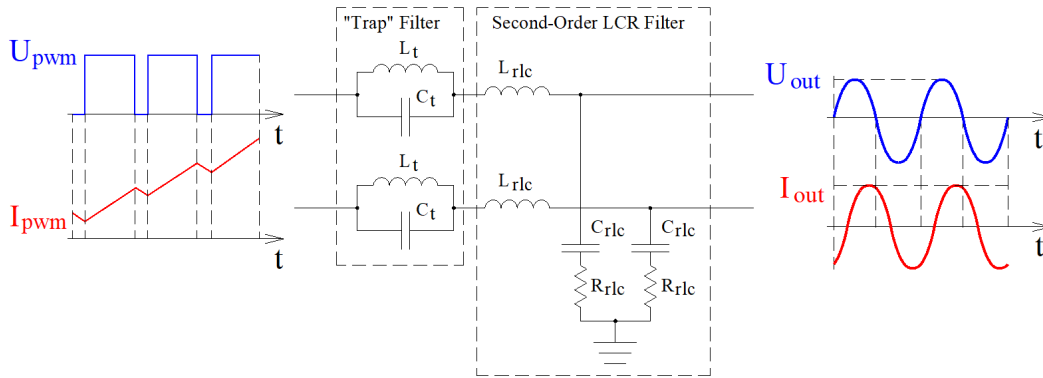 "Trap" Filter
Second-Order LCR Filter
Upwm
t
Ipwm
t
Lt
Ct
Lrlc
Lt
Ct
Lrlc
Crlc
Crlc
Rrlc
Rrlc
Uout
t
Iout
t